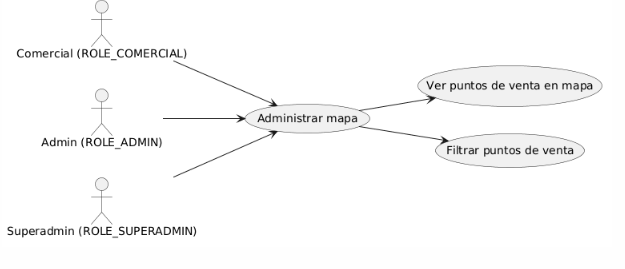 Comercial (ROLE_COMERCIAL)
Ver puntos de venta en mapa
Administrar mapa
Admin (ROLE_ADMIN)
Filtrar puntos de venta
Superadmin (ROLE_SUPERADMIN)